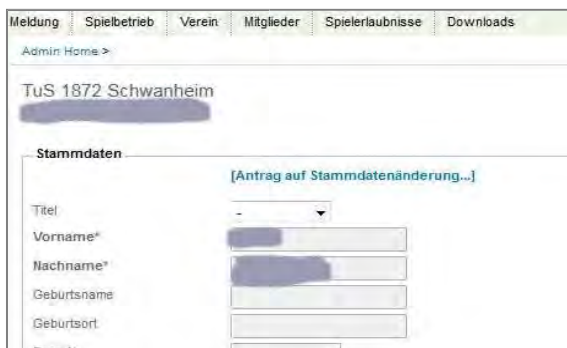 Meldung Spielbetrieb Verein Mitglieder Spielerlaubnisse Downloads
Admin Home >
TuS 1872 Schwanheim
Stammdaten
[Antrag auf Stammdatenänderung...]
Titel -
Vorname*
Nachname*
Geburtsname
Geburtsort